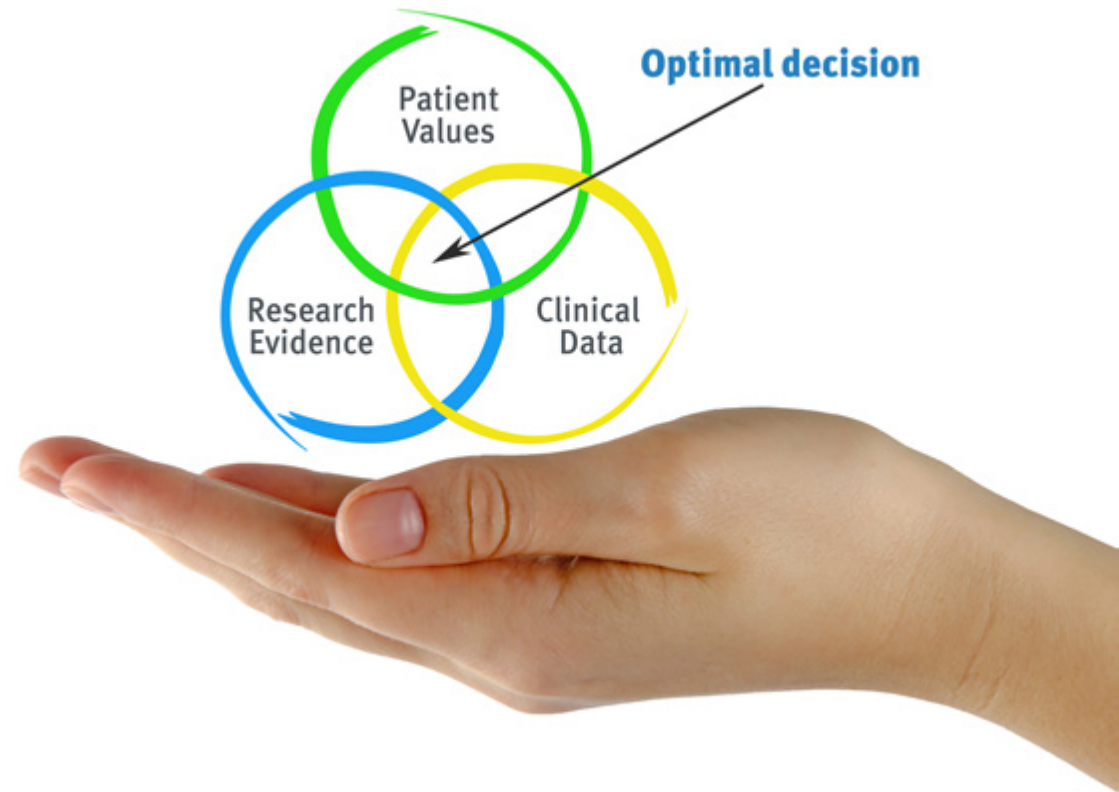 Optimal decision
Patient
Values
Research
Evidence
Clinical
Data